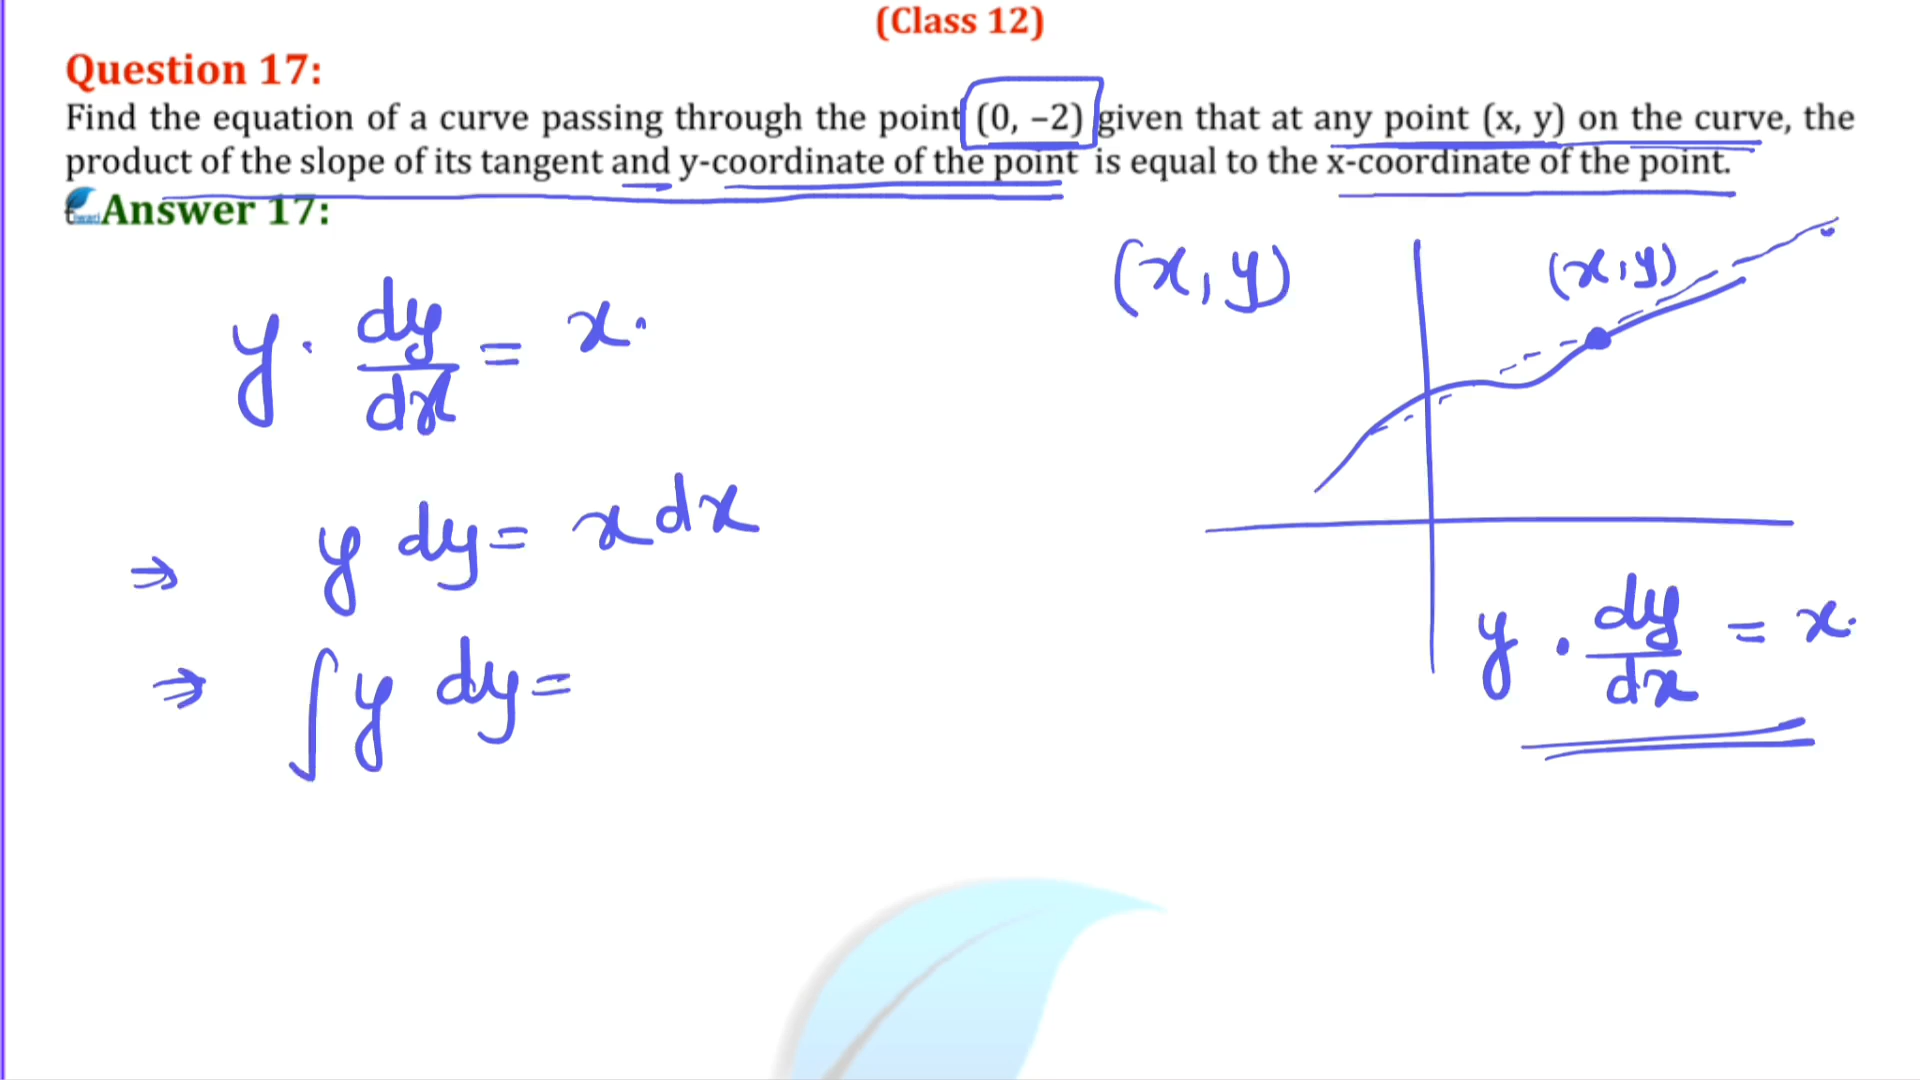 (Class 12)
Question 17:
Find the equation of a curve passing through the point (0, −2) given that at any point (x, y) on the curve, the
product of the slope of its tangent and y-coordinate of the point is equal to the x-coordinate of the point.
Answer 17:
(x, y)
(x, y)
y · dy/dx = x.
⇒ y dy = x dx
⇒ ∫ y dy =
y · dy/dx = x.